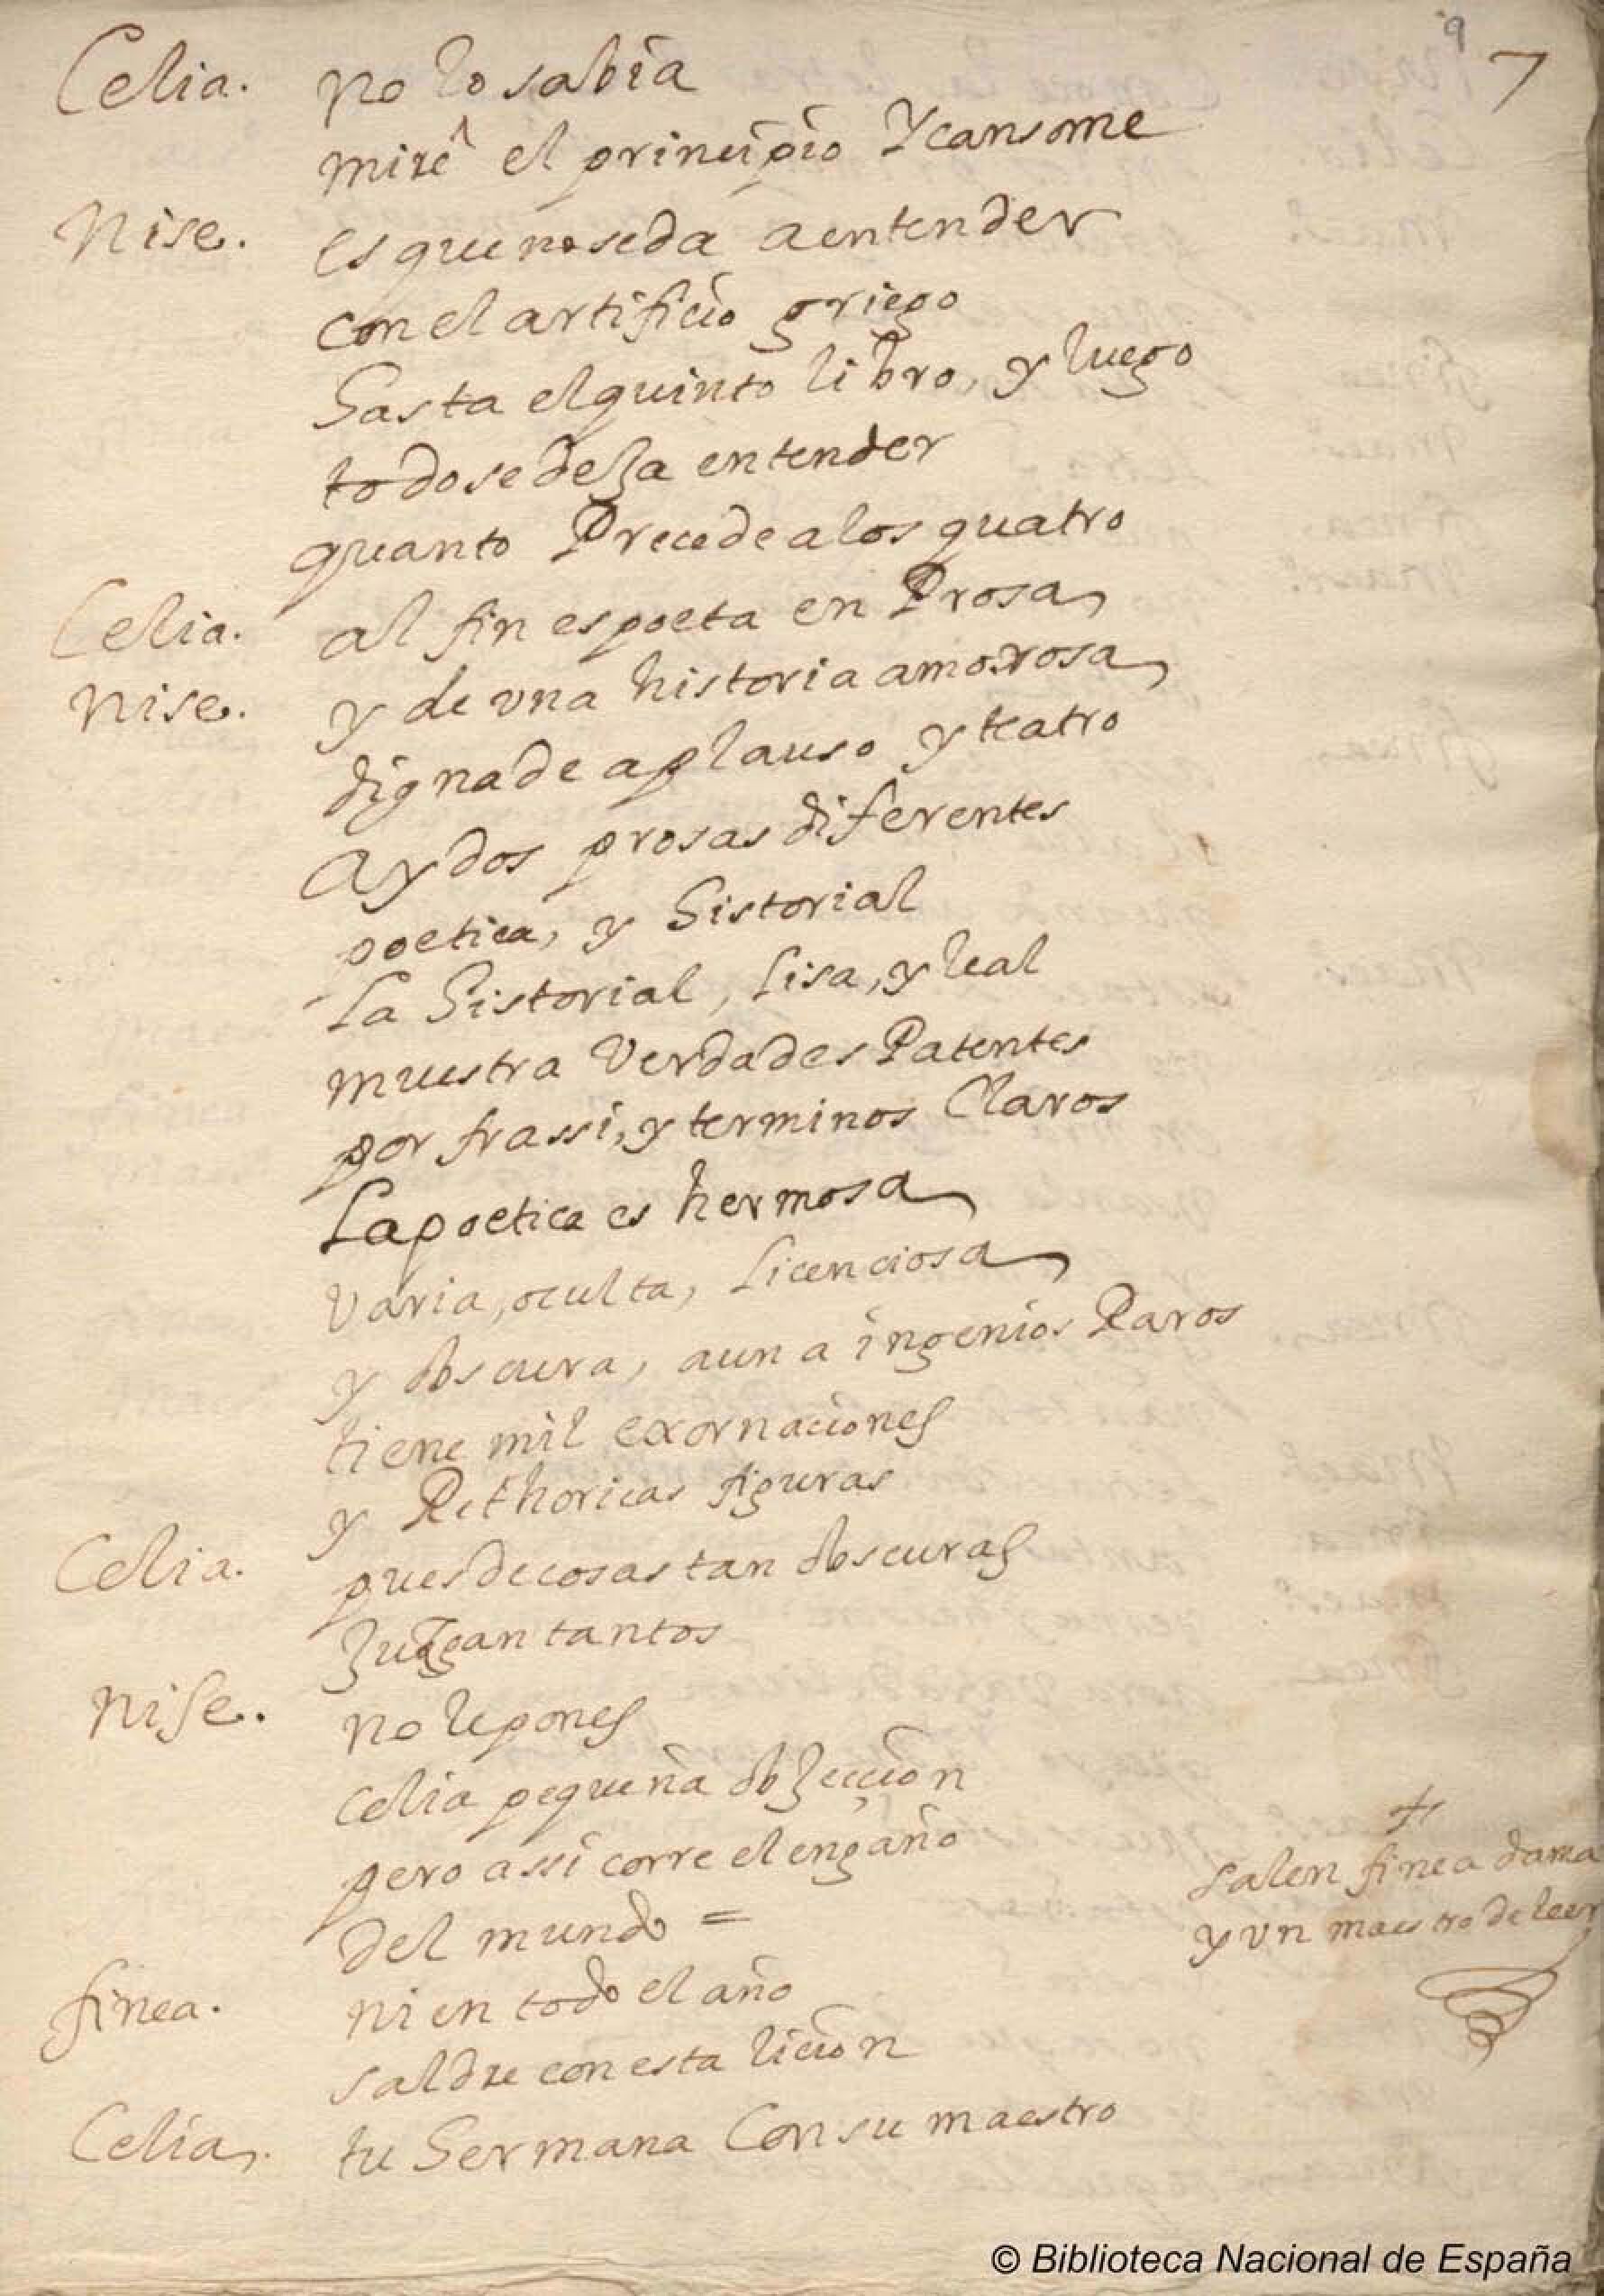 9
7
Celia. no lo sabia
mire el principio Y cansome
Nise. es que no se da a entender
con el artificio griego
hasta el quinto libro, y luego
todo se deja entender
quanto Precede a los quatro
Celia. al fin es poeta en Prosa
Nise. y de vna historia amorosa
digna de aplauso y teatro
ay dos prosas diferentes
poetica, y historial
La historial, Lisa, y leal
muestra Verdades Patentes
por frassi, y terminos Claros
La poetica es hermosa
varia, oculta, Licenciosa
y obscura, aun a ingenios Raros
tiene mil exornaciones
y Rethoricas figuras
Celia. pues de cosas tan obscuras
juzgan tantos
Nise. no le pones
Celia pequeña objeccion
pero assi corre el engaño
del mundo =
salen finea dama
y vn maestro de leer
finea. ni en todo el año
saldre con esta licion
Celia. tu hermana Con su maestro
© Biblioteca Nacional de España